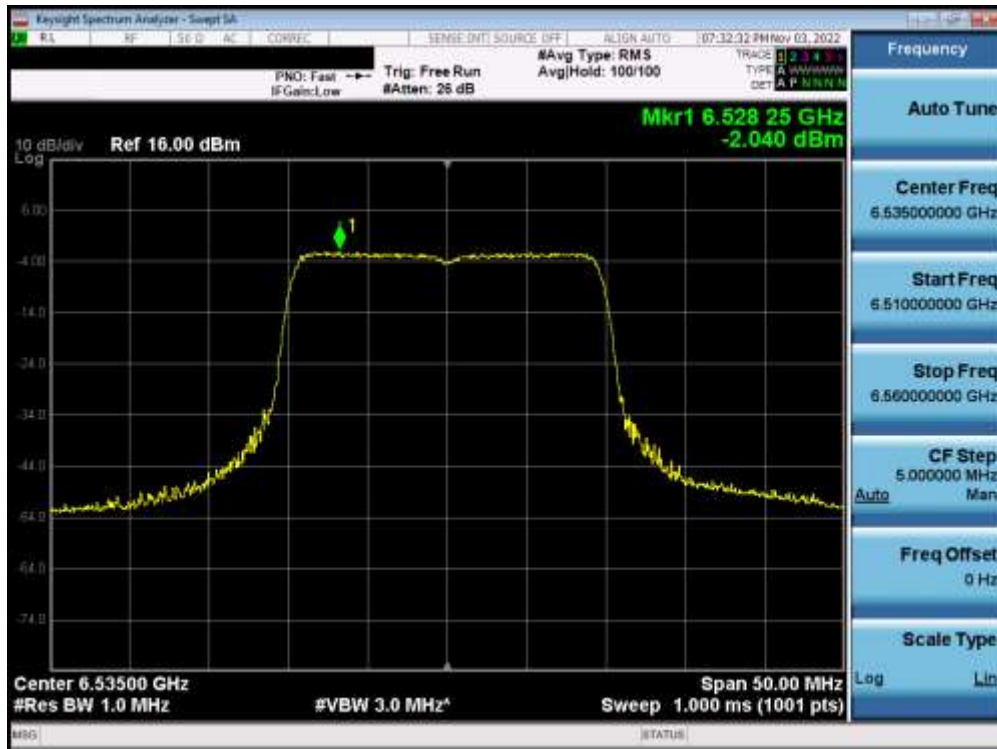 Keysight Spectrum Analyzer - Swept SA
RL RF 50 Ω AC CORREC SENSE:INT SOURCE OFF ALIGN AUTO 07:32:32 PM Nov 03, 2022
PNO: Fast
IFGain:Low
Trig: Free Run
#Atten: 26 dB
#Avg Type: RMS
Avg|Hold: 100/100
TRACE 1 2 3 4 5 6
TYPE A WWWWW
DET A P N N N N
Mkr1 6.528 25 GHz
-2.040 dBm
10 dB/div Ref 16.00 dBm
Log
6.00
-4.00
-14.0
-24.0
-34.0
-44.0
-54.0
-64.0
-74.0
1
Center 6.53500 GHz
#Res BW 1.0 MHz
#VBW 3.0 MHz*
Span 50.00 MHz
Sweep 1.000 ms (1001 pts)
MSG
STATUS
Frequency
Auto Tune
Center Freq
6.535000000 GHz
Start Freq
6.510000000 GHz
Stop Freq
6.560000000 GHz
CF Step
5.000000 MHz
Auto Man
Freq Offset
0 Hz
Scale Type
Log Lin